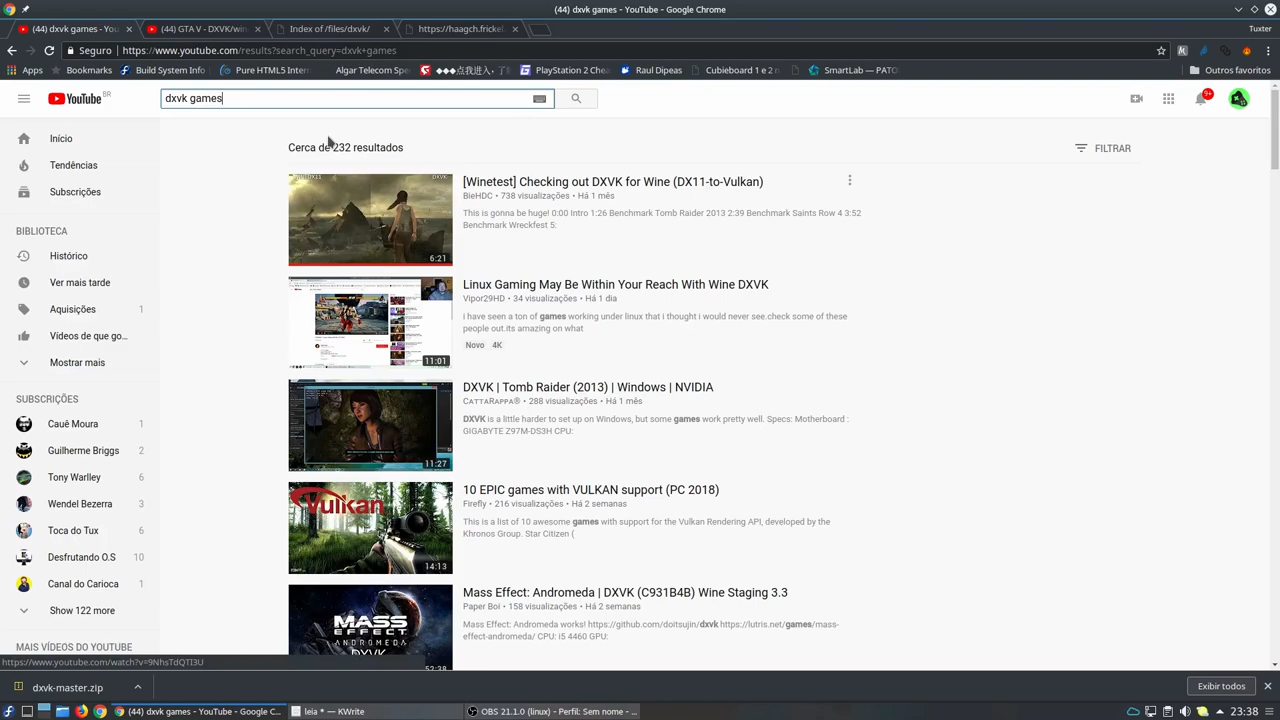 (44) dxvk games - YouTube - Google Chrome
(44) dxvk games - You
(44) GTA V - DXVK/win
Index of /files/dxvk/
https://haagch.frickel
Tuxter
Seguro
https://www.youtube.com/results?search_query=dxvk+games
Apps
Bookmarks
Build System Info
Pure HTML5 Inter
Algar Telecom Spe
◆◆◆点我进入,了
PlayStation 2 Chea
Raul Dipeas
Cubieboard 1 e 2
SmartLab — PATO
Outros favoritos
YouTube BR
dxvk games
9+
Início
Tendências
Subscrições
BIBLIOTECA
Histórico
Ver mais tarde
Aquisições
Vídeos de que go...
Mostrar mais
SUBSCRIÇÕES
Cauê Moura 1
Guilherme Briggs 2
Tony Warlley 6
Wendel Bezerra 3
Toca do Tux 6
Desfrutando O.S 10
Canal do Carioca 1
Show 122 more
MAIS VÍDEOS DO YOUTUBE
Cerca de 232 resultados
FILTRAR
WINEDX11
DXVK
6:21
[Winetest] Checking out DXVK for Wine (DX11-to-Vulkan)
BieHDC • 738 visualizações • Há 1 mês
This is gonna be huge! 0:00 Intro 1:26 Benchmark Tomb Raider 2013 2:39 Benchmark Saints Row 4 3:52
Benchmark Wreckfest 5:
11:01
Linux Gaming May Be Within Your Reach With Wine DXVK
Vipor29HD • 34 visualizações • Há 1 dia
i have seen a ton of games working under linux that i thought i would never see.check some of these
people out.its amazing on what
Novo 4K
11:27
DXVK | Tomb Raider (2013) | Windows | NVIDIA
CᴀᴛᴛᴀRᴀᴘᴘᴀ® • 288 visualizações • Há 1 mês
DXVK is a little harder to set up on Windows, but some games work pretty well. Specs: Motherboard :
GIGABYTE Z97M-DS3H CPU:
Vulkan
14:13
10 EPIC games with VULKAN support (PC 2018)
Firefly • 216 visualizações • Há 2 semanas
This is a list of 10 awesome games with support for the Vulkan Rendering API, developed by the
Khronos Group. Star Citizen (
MASS
EFFECT
ANDROMEDA
DXVK
52:38
Mass Effect: Andromeda | DXVK (C931B4B) Wine Staging 3.3
Paper Boi • 158 visualizações • Há 2 semanas
Mass Effect: Andromeda works! https://github.com/doitsujin/dxvk https://lutris.net/games/mass-
effect-andromeda/ CPU: i5 4460 GPU:
https://www.youtube.com/watch?v=9NhsTdQTI3U
dxvk-master.zip
Exibir todos
(44) dxvk games - YouTube - Google C...
leia * — KWrite
OBS 21.1.0 (linux) - Perfil: Sem nome - ...
23:38